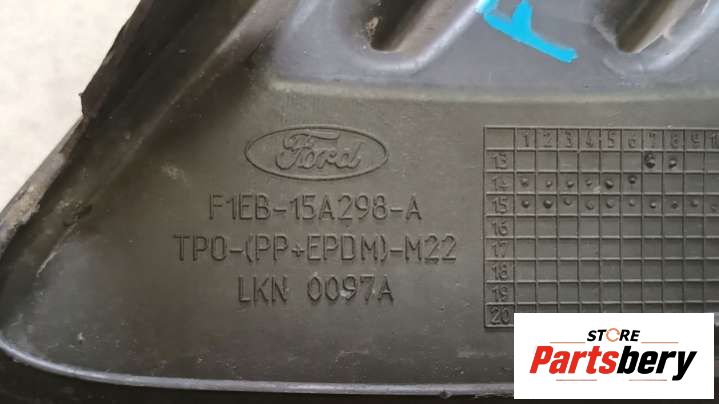 Ford
F1EB-15A298-A
TPO-(PP+EPDM)-M22
LKN 0097A
1 2 3 4 5 6 7 8 9
13
14
15
16
17
18
19
20
STORE
Partsbery